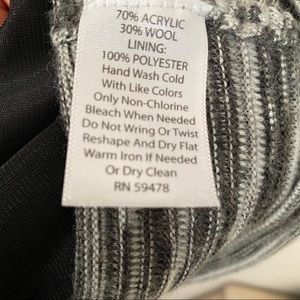 70% ACRYLIC
30% WOOL
LINING:
100% POLYESTER
Hand Wash Cold
With Like Colors
Only Non-Chlorine
Bleach When Needed
Do Not Wring Or Twist
Reshape And Dry Flat
Warm Iron If Needed
Or Dry Clean
RN 59478